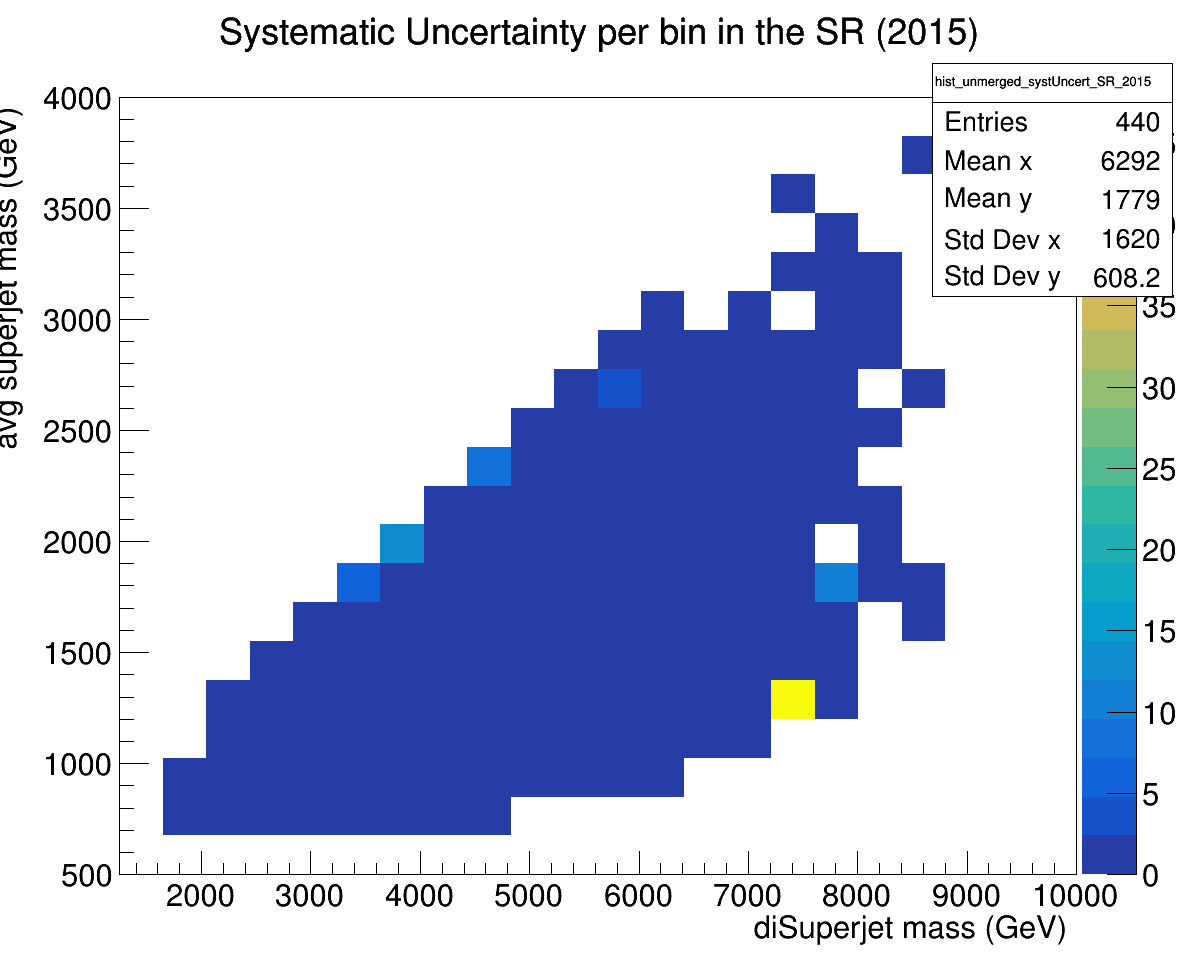 Systematic Uncertainty per bin in the SR (2015)
hist_unmerged_systUncert_SR_2015
Entries 440
Mean x 6292
Mean y 1779
Std Dev x 1620
Std Dev y 608.2
avg superjet mass (GeV)
4000
3500
3000
2500
2000
1500
1000
500
35
30
25
20
15
10
5
0
2000 3000 4000 5000 6000 7000 8000 9000 10000
diSuperjet mass (GeV)